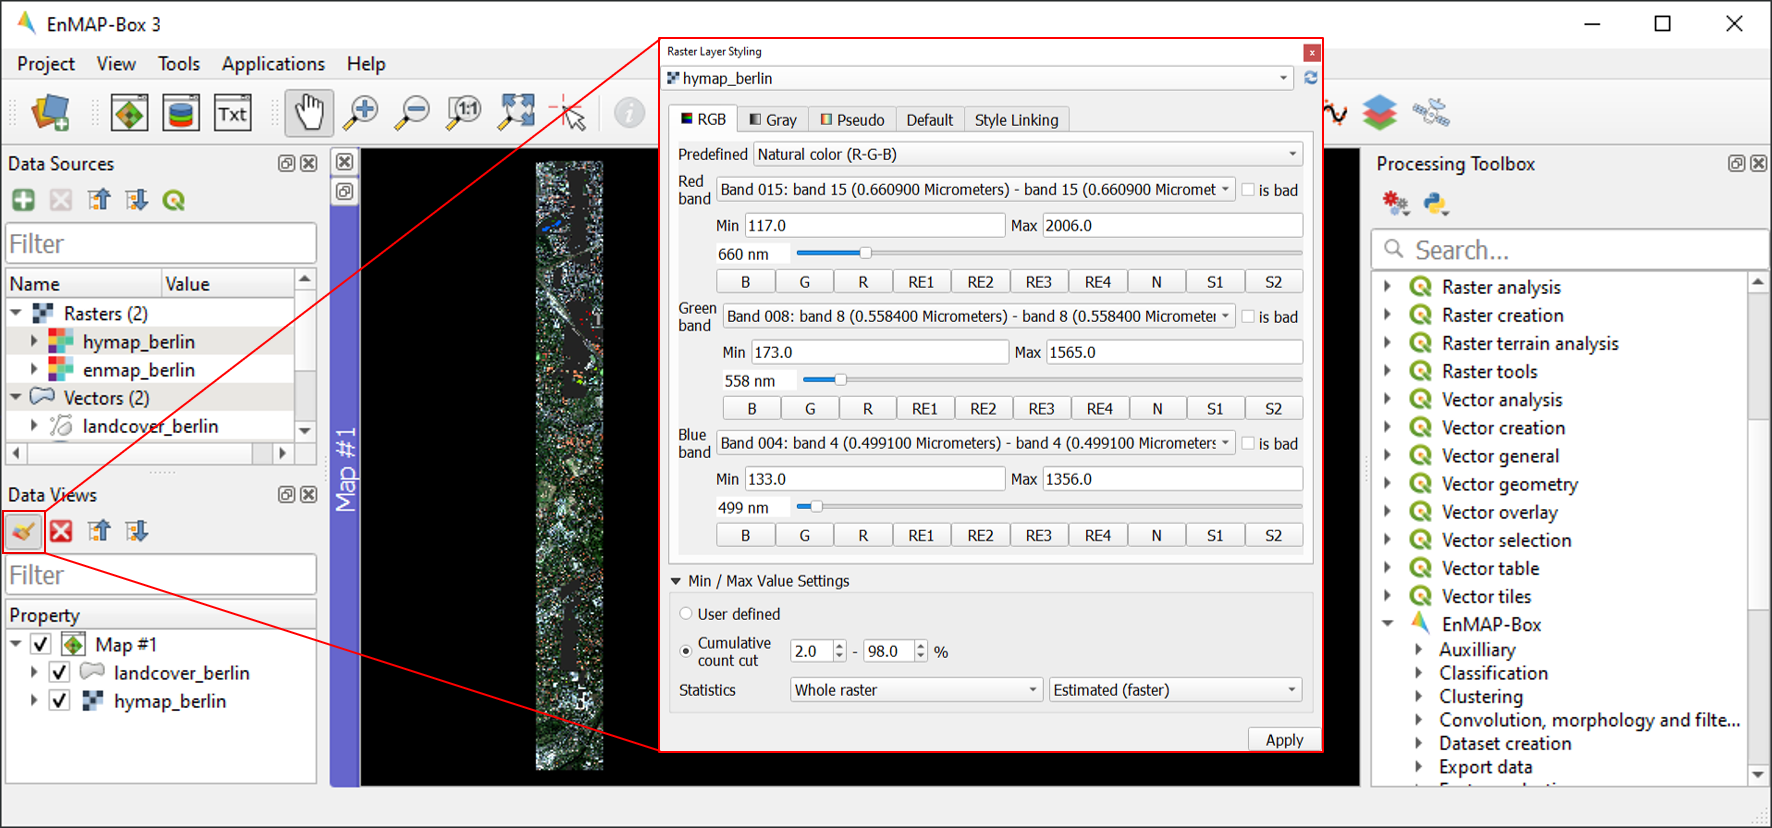 EnMAP-Box 3
Project View Tools Applications Help
Txt
1:1
Data Sources
Filter
Name Value
Rasters (2)
hymap_berlin
enmap_berlin
Vectors (2)
landcover_berlin
Data Views
Filter
Property
Map #1
landcover_berlin
hymap_berlin
Map #1
Raster Layer Styling
hymap_berlin
RGB Gray Pseudo Default Style Linking
Predefined Natural color (R-G-B)
Red band Band 015: band 15 (0.660900 Micrometers) - band 15 (0.660900 Micromet is bad
Min 117.0 Max 2006.0
660 nm
B G R RE1 RE2 RE3 RE4 N S1 S2
Green band Band 008: band 8 (0.558400 Micrometers) - band 8 (0.558400 Micrometer is bad
Min 173.0 Max 1565.0
558 nm
B G R RE1 RE2 RE3 RE4 N S1 S2
Blue band Band 004: band 4 (0.499100 Micrometers) - band 4 (0.499100 Micrometers is bad
Min 133.0 Max 1356.0
499 nm
B G R RE1 RE2 RE3 RE4 N S1 S2
Min / Max Value Settings
User defined
Cumulative count cut 2.0 - 98.0 %
Statistics Whole raster Estimated (faster)
Apply
Processing Toolbox
Search...
Raster analysis
Raster creation
Raster terrain analysis
Raster tools
Vector analysis
Vector creation
Vector general
Vector geometry
Vector overlay
Vector selection
Vector table
Vector tiles
EnMAP-Box
Auxilliary
Classification
Clustering
Convolution, morphology and filte...
Dataset creation
Export data